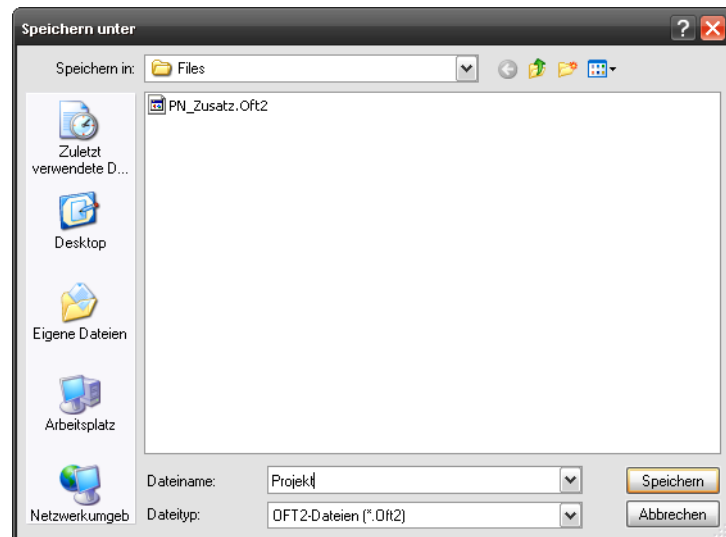 Speichern unter
Speichern in:
Files
PN_Zusatz.Oft2
Zuletzt
verwendete D...
Desktop
Eigene Dateien
Arbeitsplatz
Netzwerkumgeb
Dateiname:
Projekt
Speichern
Dateityp:
OFT2-Dateien (*.Oft2)
Abbrechen